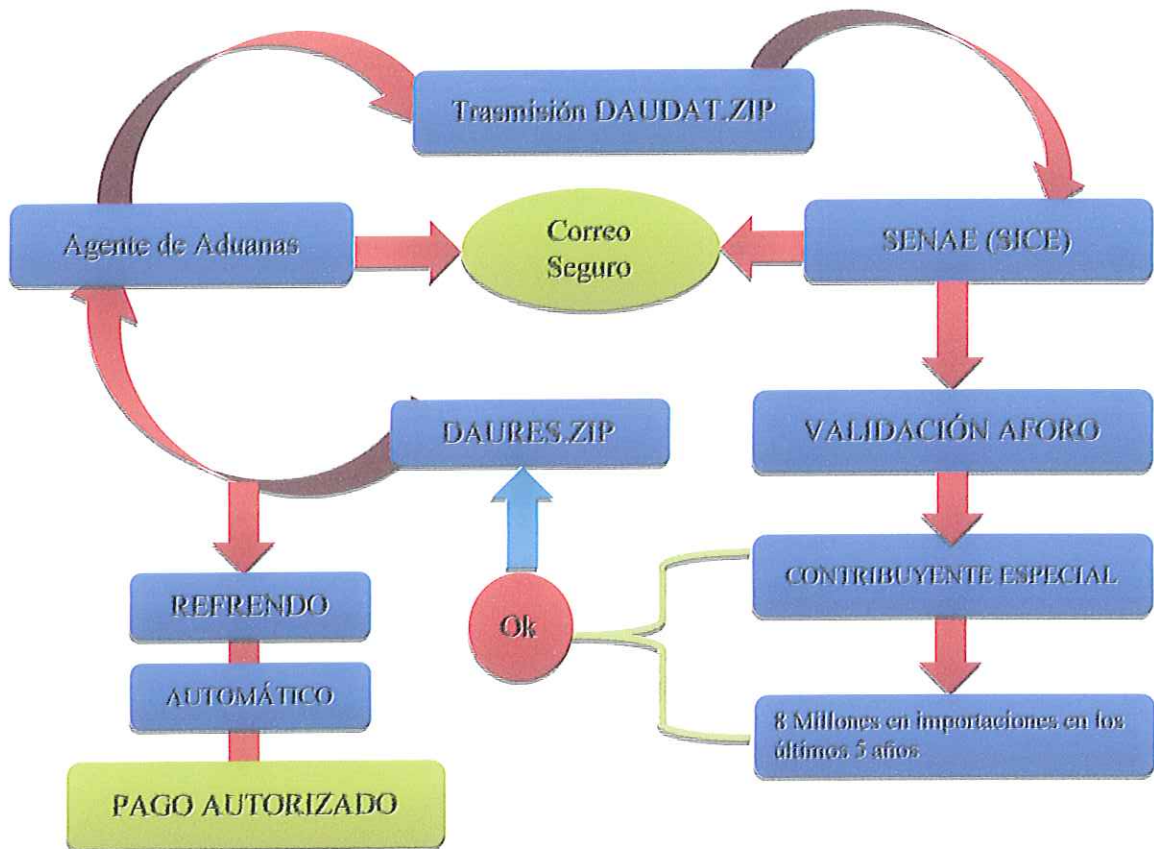 Trasmisión DAUDAT.ZIP
Agente de Aduanas
Correo
Seguro
SENAE (SICE)
DAURES.ZIP
VALIDACIÓN AFORO
CONTRIBUYENTE ESPECIAL
Ok
REFRENDO
AUTOMÁTICO
8 Millones en importaciones en los
últimos 5 años
PAGO AUTORIZADO